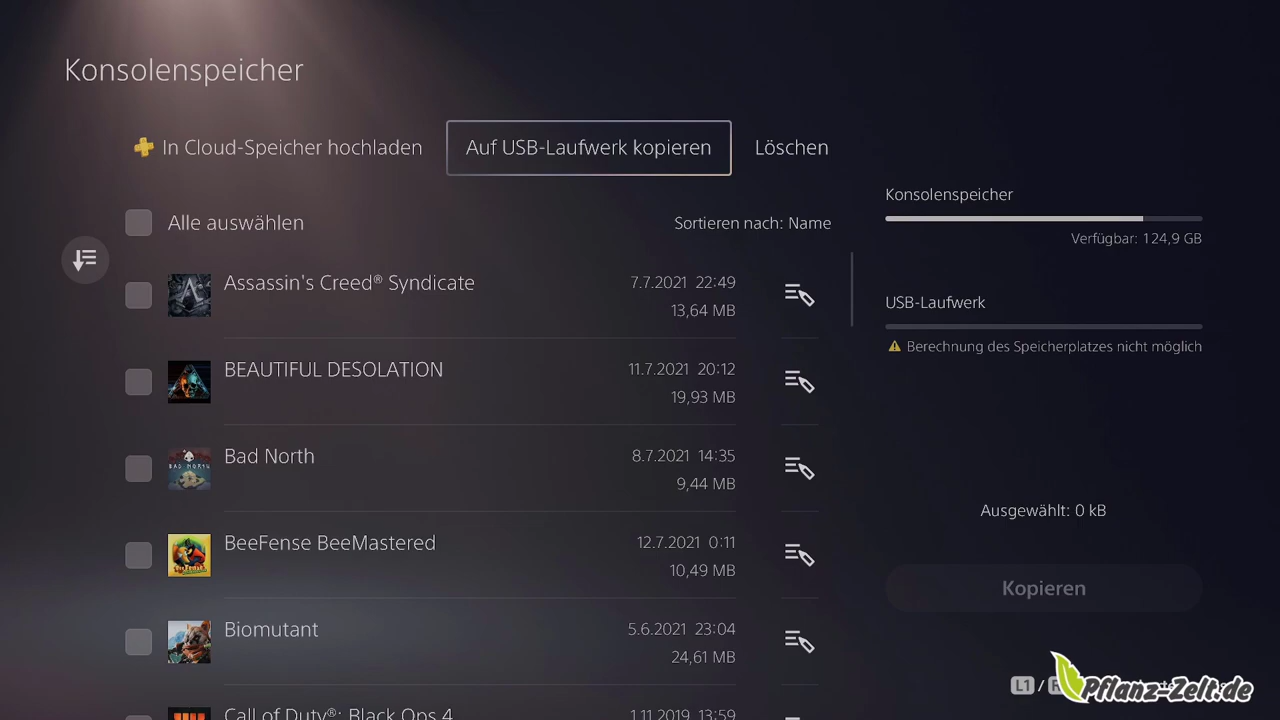 Konsolenspeicher
In Cloud-Speicher hochladen
Auf USB-Laufwerk kopieren
Löschen
Alle auswählen
Sortieren nach: Name
Assassin's Creed® Syndicate
7.7.2021 22:49
13,64 MB
BEAUTIFUL DESOLATION
11.7.2021 20:12
19,93 MB
BAD NORTH
Bad North
8.7.2021 14:35
9,44 MB
BeeFense BeeMastered
12.7.2021 0:11
10,49 MB
Biomutant
5.6.2021 23:04
24,61 MB
Call of Duty®: Black Ops 4
1.11.2019 13:59
Konsolenspeicher
Verfügbar: 124,9 GB
USB-Laufwerk
Berechnung des Speicherplatzes nicht möglich
Ausgewählt: 0 kB
Kopieren
L1 /
Pflanz-Zelt.de